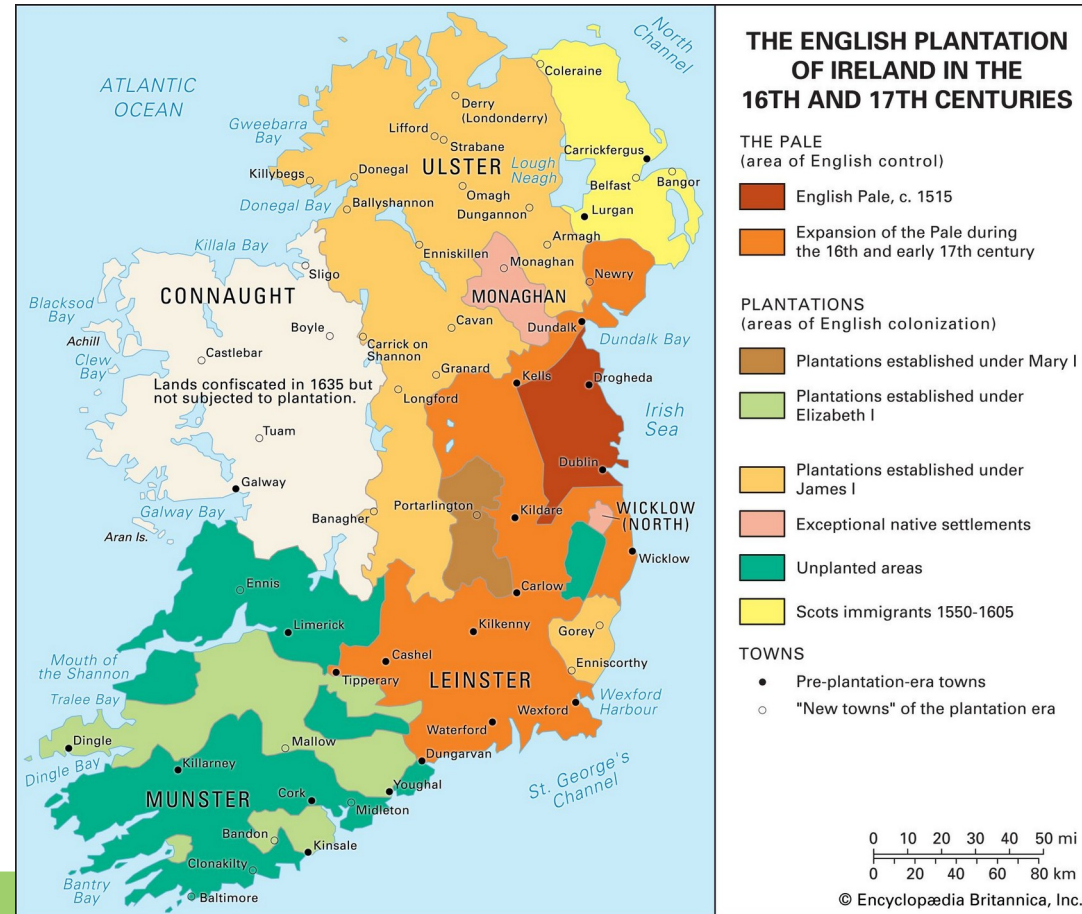 THE ENGLISH PLANTATION
OF IRELAND IN THE
16TH AND 17TH CENTURIES
THE PALE
(area of English control)
English Pale, c. 1515
Expansion of the Pale during
the 16th and early 17th century
PLANTATIONS
(areas of English colonization)
Plantations established under Mary I
Plantations established under
Elizabeth I
Plantations established under
James I
Exceptional native settlements
Unplanted areas
Scots immigrants 1550-1605
TOWNS
Pre-plantation-era towns
"New towns" of the plantation era
0 10 20 30 40 50 mi
0 20 40 60 80 km
© Encyclopædia Britannica, Inc.
North
Channel
ATLANTIC
OCEAN
Coleraine
Derry
(Londonderry)
Gweebarra
Bay
Lifford
Strabane
Carrickfergus
ULSTER
Lough
Neagh
Killybegs
Donegal
Belfast
Bangor
Omagh
Donegal Bay
Ballyshannon
Dungannon
Lurgan
Killala Bay
Enniskillen
Armagh
Monaghan
Sligo
Newry
CONNAUGHT
MONAGHAN
Blacksod
Bay
Boyle
Cavan
Dundalk
Dundalk Bay
Achill
Clew
Bay
Castlebar
Carrick on
Shannon
Granard
Kells
Drogheda
Lands confiscated in 1635 but
not subjected to plantation.
Longford
Irish
Sea
Tuam
Dublin
Galway
Portarlington
WICKLOW
(NORTH)
Galway Bay
Banagher
Kildare
Aran Is.
Wicklow
Ennis
Carlow
Limerick
Kilkenny
Gorey
Mouth of
the Shannon
Cashel
Enniscorthy
Tipperary
LEINSTER
Tralee Bay
Wexford
Wexford
Harbour
Waterford
Dingle
Mallow
Dungarvan
Dingle Bay
Killarney
St. George's
Channel
MUNSTER
Cork
Youghal
Midleton
Bandon
Kinsale
Clonakilty
Bantry
Bay
Baltimore